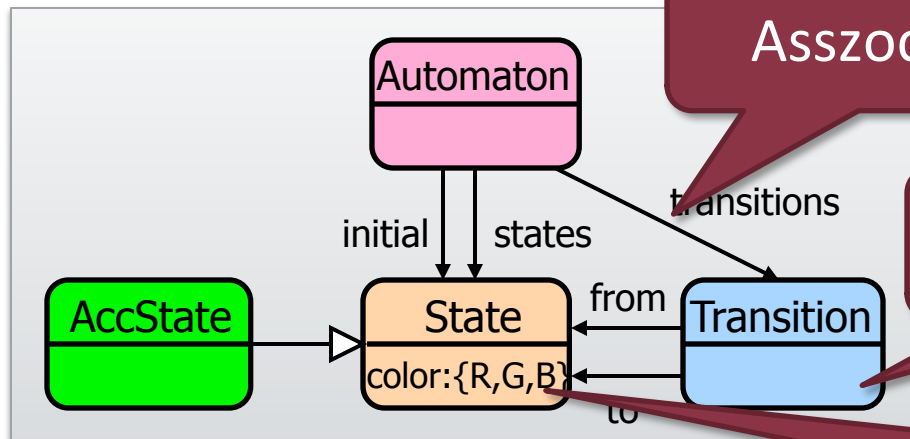 Asszoc
Automaton
transitions
initial
states
AccState
State
from
Transition
color:{R,G,B}
to